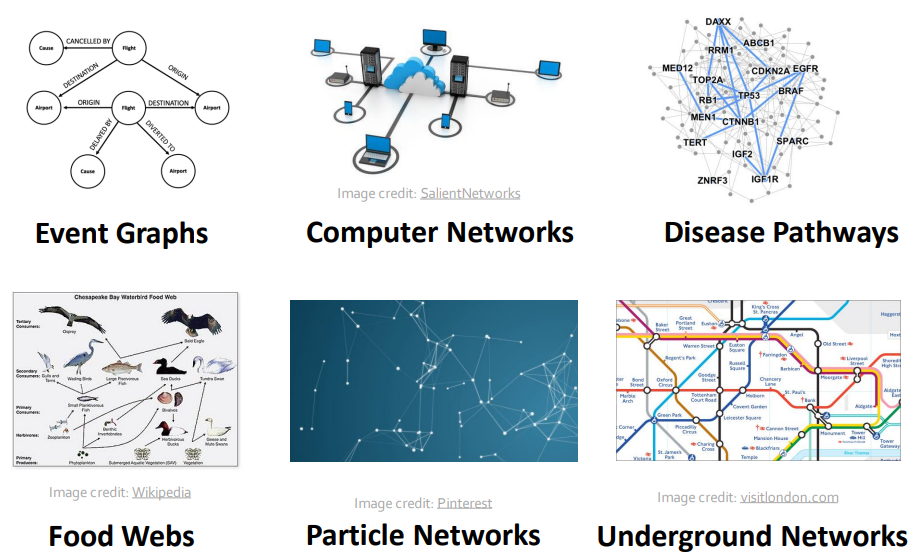 Cause
CANCELLED BY
Flight
DESTINATION
ORIGIN
Airport
ORIGIN
Flight
DESTINATION
Airport
DELAYED BY
DIVERTED TO
Cause
Airport
Event Graphs
Image credit: SalientNetworks
Computer Networks
DAXX
RRM1
ABCB1
MED12
TOP2A
CDKN2A
EGFR
RB1
TP53
BRAF
MEN1
CTNNB1
TERT
IGF2
SPARC
ZNRF3
IGF1R
Disease Pathways
Chesapeake Bay Waterbird Food Web
Tertiary
Consumers:
Osprey
Bald Eagle
Secondary
Consumers:
Gulls and
Terns
Wading Birds
Large Piscivorous
Fish
Sea Ducks
Tundra Swan
Primary
Consumers:
Small Planktivorous
Fish
Bivalves
Herbivores:
Zooplankton
Benthic
Invertebrates
Herbivorous
Ducks
Geese and
Mute Swans
Primary
Producers:
Phytoplankton
Submerged Aquatic Vegetation (SAV)
Vegetation
Image credit: Wikipedia
Food Webs
Image credit: Pinterest
Particle Networks
King's Cross
St. Pancras
Baker
Street
Great
Portland
Street
Euston
Angel
Haggerst
Warren Street
Euston
Square
Farringdon
Old Street
Regent's Park
Russell
Square
Barbican
Liverpool
Street
Moorgate
Bond
Street
Oxford
Circus
Goodge
Street
Chancery
Lane
St. Paul's
Bank
Marble
Arch
Tottenham
Court Road
Holborn
Aldgate
Green Park
Covent Garden
Leicester Square
Piccadilly
Circus
Cannon Street
Mansion House
Monument
Tower
Hill
Tower
Gateway
Victoria
St. James's
Park
Charing
Cross
Blackfriars
Temple
River Thames
Image credit: visitlondon.com
Underground Networks